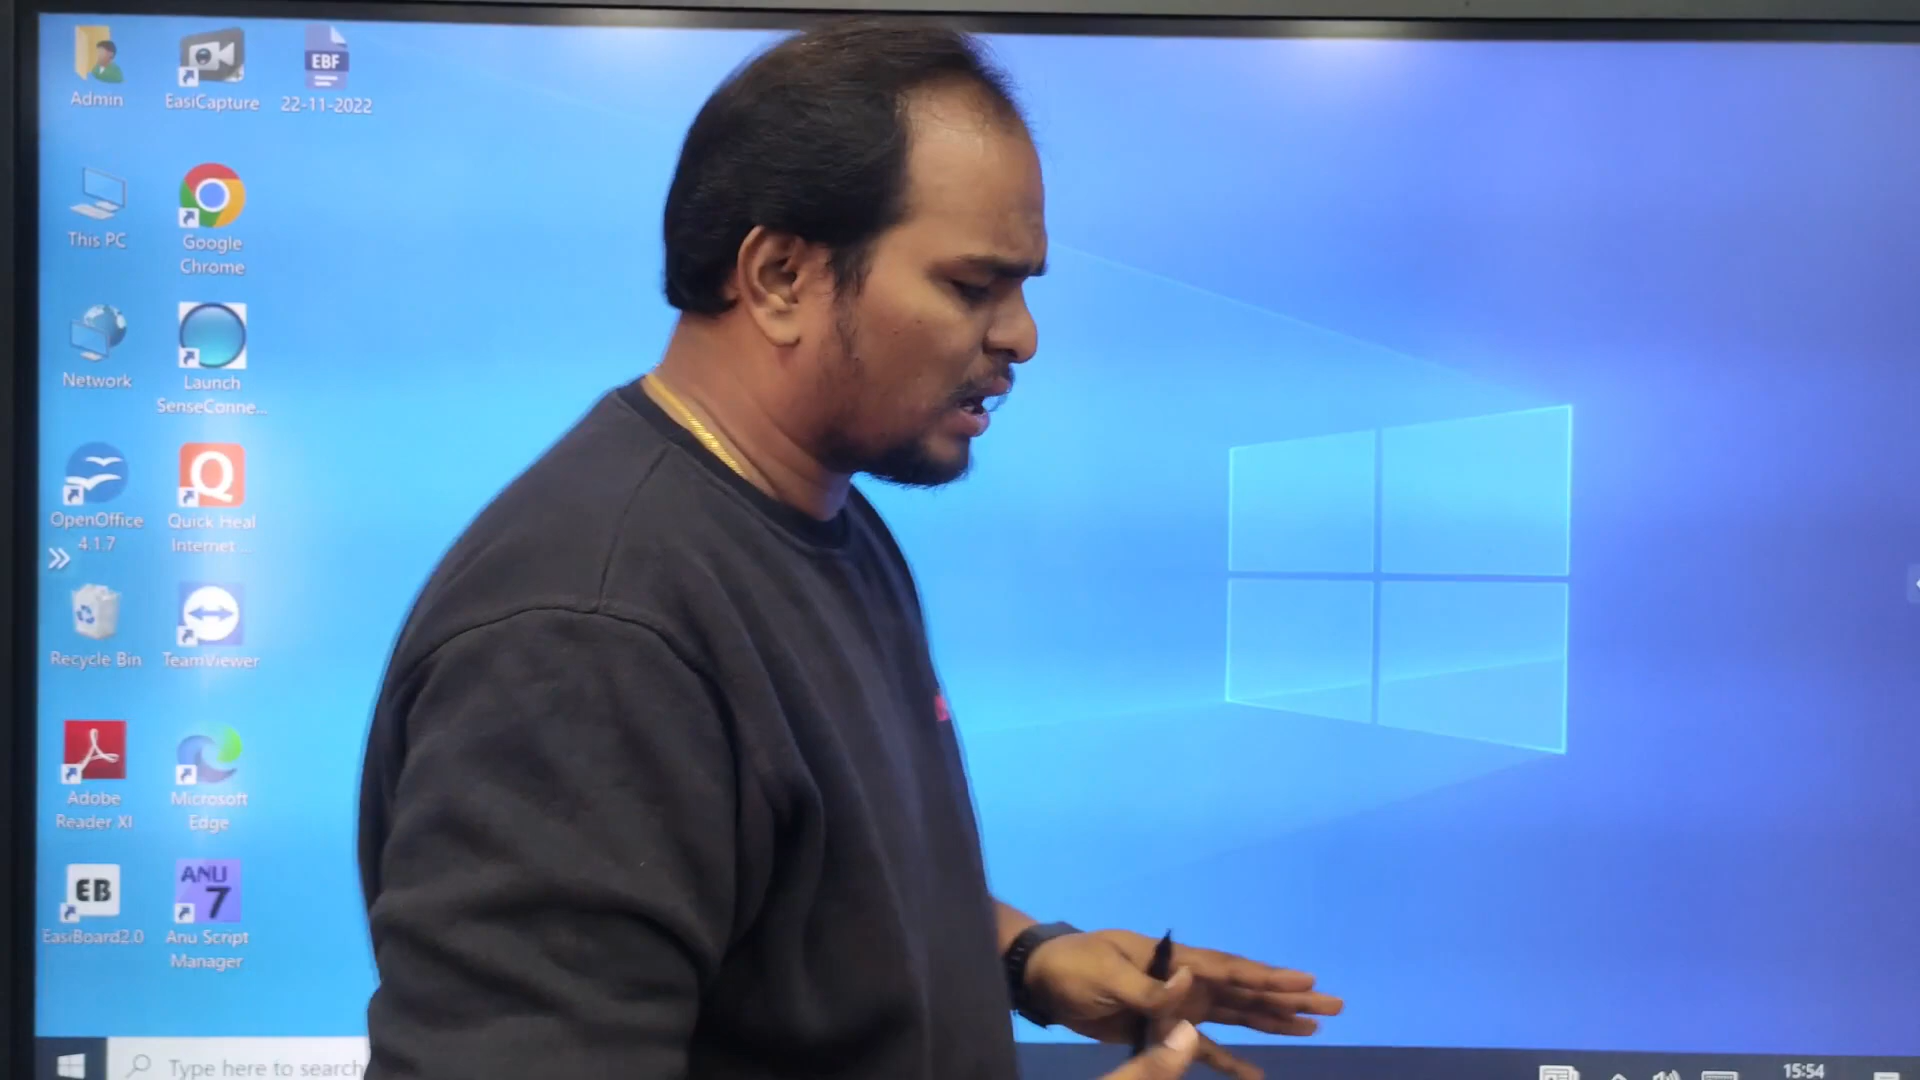 Admin
EasiCapture
EBF
22-11-2022
This PC
Google
Chrome
Network
Launch
SenseConne...
OpenOffice
4.1.7
Q
Quick Heal
Internet ...
Recycle Bin
TeamViewer
Adobe
Reader XI
Microsoft
Edge
EB
EasiBoard2.0
ANU
7
Anu Script
Manager
Type here to search
15:54